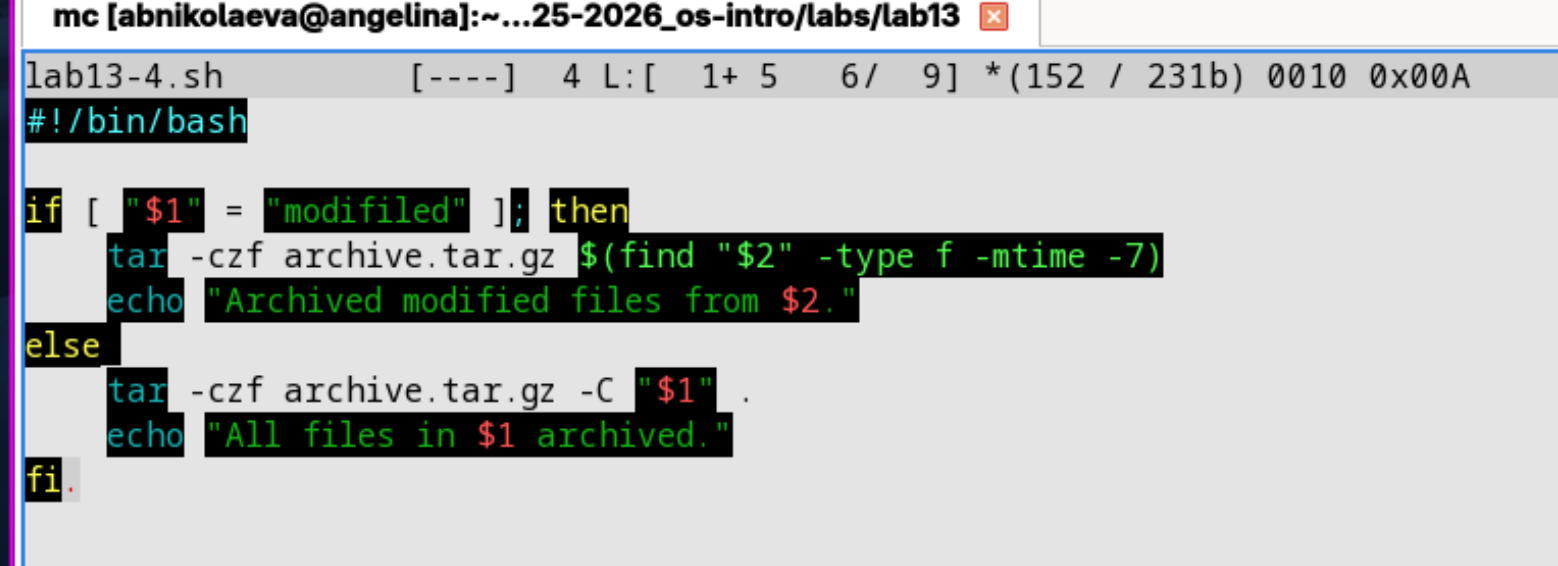 mc [abnikolaeva@angelina]:~...25-2026_os-intro/labs/lab13
lab13-4.sh [----] 4 L:[ 1+ 5 6/ 9] *(152 / 231b) 0010 0x00A
#!/bin/bash
if [ "$1" = "modifiled" ]; then
tar -czf archive.tar.gz $(find "$2" -type f -mtime -7)
echo "Archived modified files from $2."
else
tar -czf archive.tar.gz -C "$1" .
echo "All files in $1 archived."
fi.